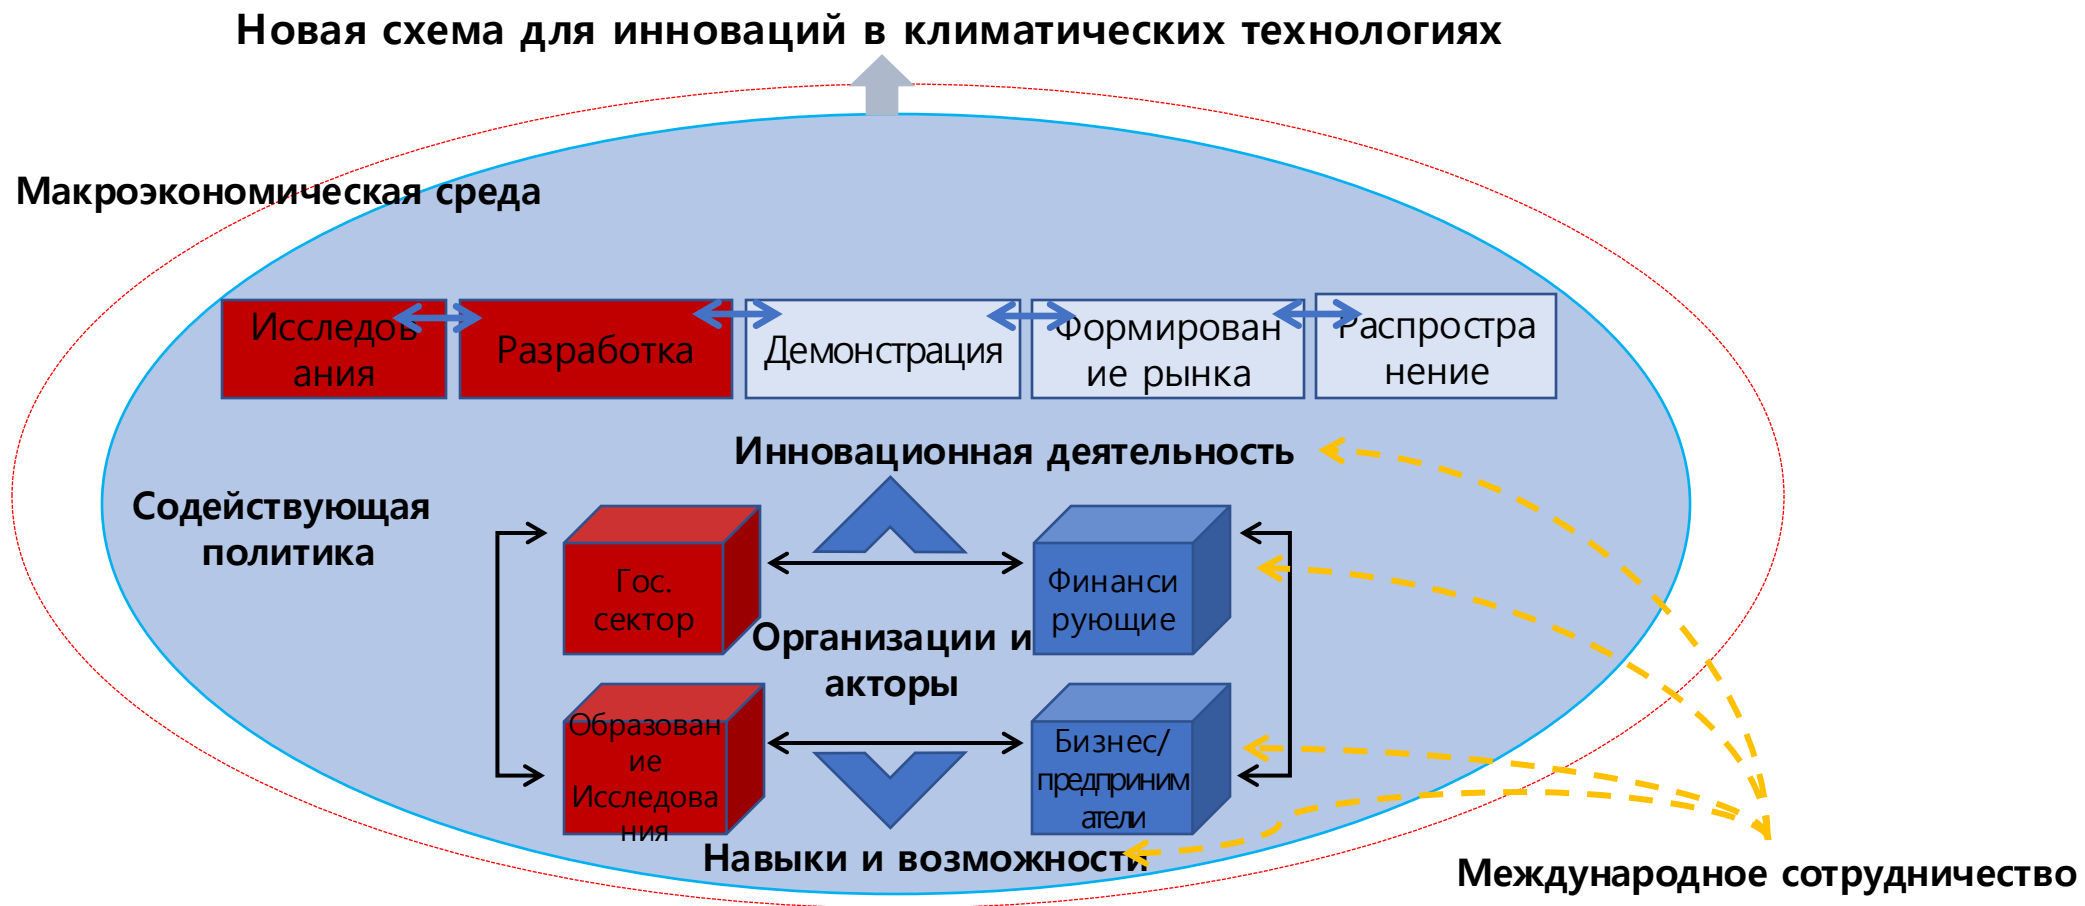 Новая схема для инноваций в климатических технологиях
Макроэкономическая среда
Исследов
ания
Разработка
Демонстрация
Формирован
ие рынка
Распростра
нение
Инновационная деятельность
Содействующая
политика
Гос.
сектор
Финанси
рующие
Организации и
акторы
Образован
ие
Исследова
ния
Бизнес/
предприним
атели
Навыки и возможности
Международное сотрудничество